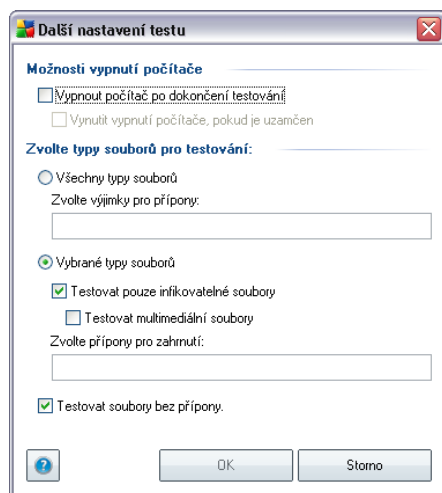 Další nastavení testu
Možnosti vypnutí počítače
Vypnout počítač po dokončení testování
Vynutit vypnutí počítače, pokud je uzamčen
Zvolte typy souborů pro testování:
Všechny typy souborů
Zvolte výjimky pro přípony:
Vybrané typy souborů
Testovat pouze infikovatelné soubory
Testovat multimediální soubory
Zvolte přípony pro zahrnutí:
Testovat soubory bez přípony.
? OK Storno